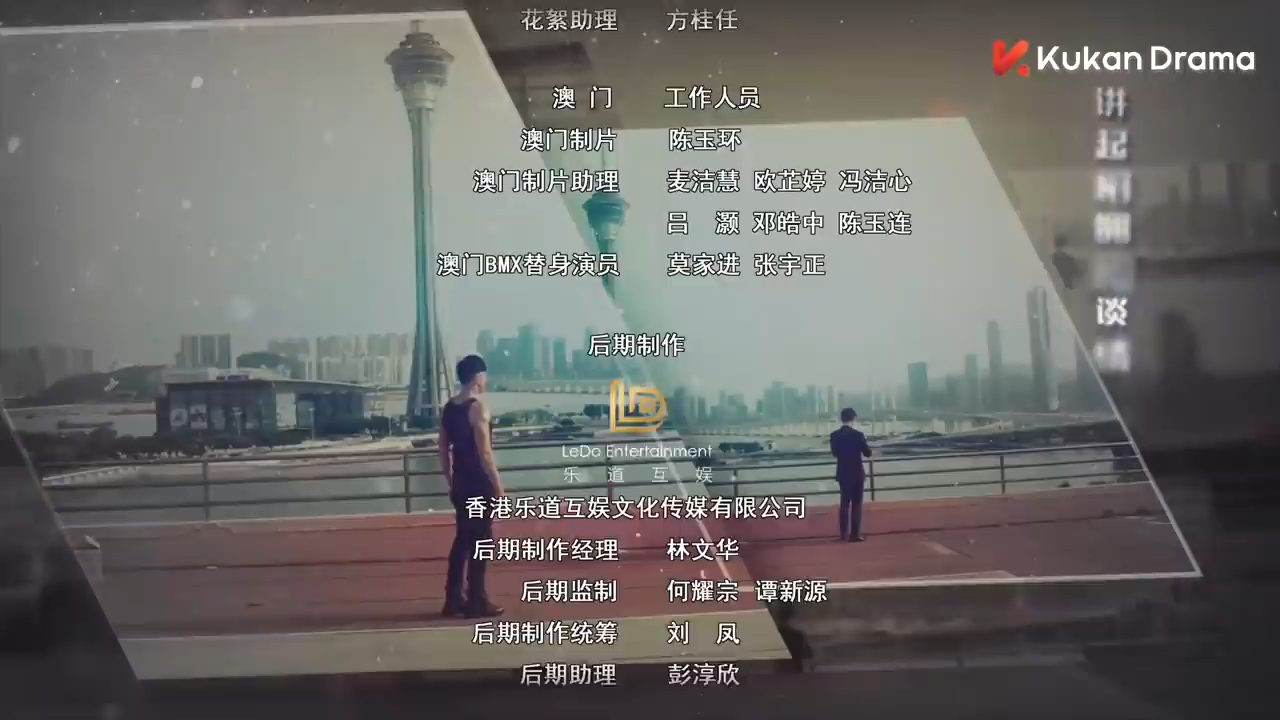 花絮助理 方桂任
Kukan Drama
澳 门 工作人员
澳门制片 陈玉环
澳门制片助理 麦洁慧 欧芷婷 冯洁心
吕 灏 邓皓中 陈玉连
澳门BMX替身演员 莫家进 张宇正
后期制作
LeDo Entertainment
乐 道 互 娱
香港乐道互娱文化传媒有限公司
后期制作经理 林文华
后期监制 何耀宗 谭新源
后期制作统筹 刘 凤
后期助理 彭淳欣
讲
起
谈